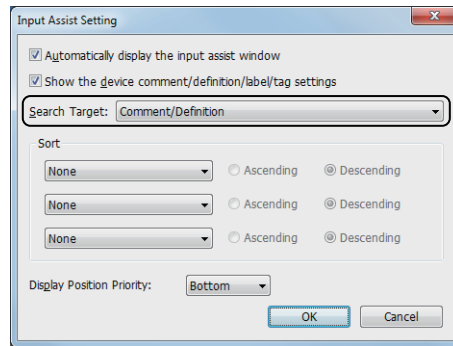 Input Assist Setting
Automatically display the input assist window
Show the device comment/definition/label/tag settings
Search Target: Comment/Definition
Sort
None Ascending Descending
None Ascending Descending
None Ascending Descending
Display Position Priority: Bottom
OK Cancel